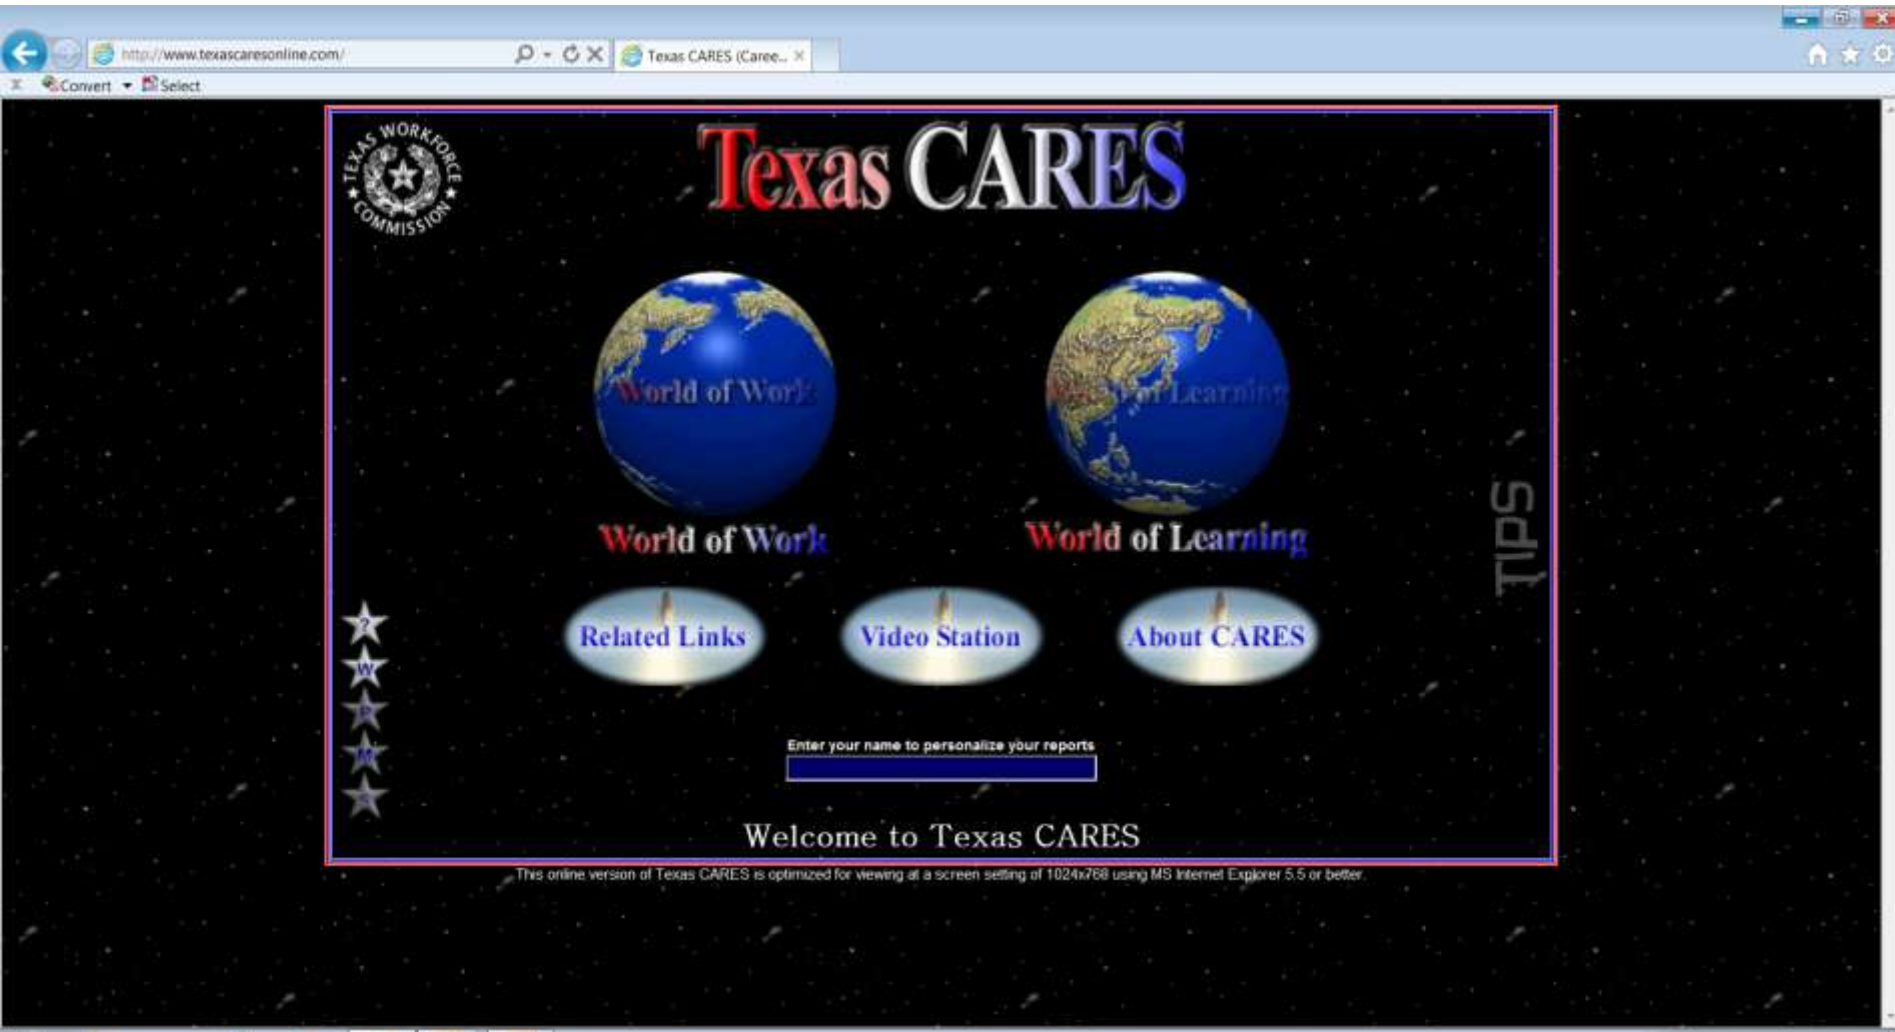 http://www.texascaresonline.com/
Texas CARES (Caree...
Convert
Select
TEXAS WORKFORCE COMMISSION
Texas CARES
World of Work
World of Learning
World of Work
World of Learning
TIPS
Related Links
Video Station
About CARES
?
W
P
M
S
Enter your name to personalize your reports
Welcome to Texas CARES
This online version of Texas CARES is optimized for viewing at a screen setting of 1024x768 using MS Internet Explorer 5.5 or better.